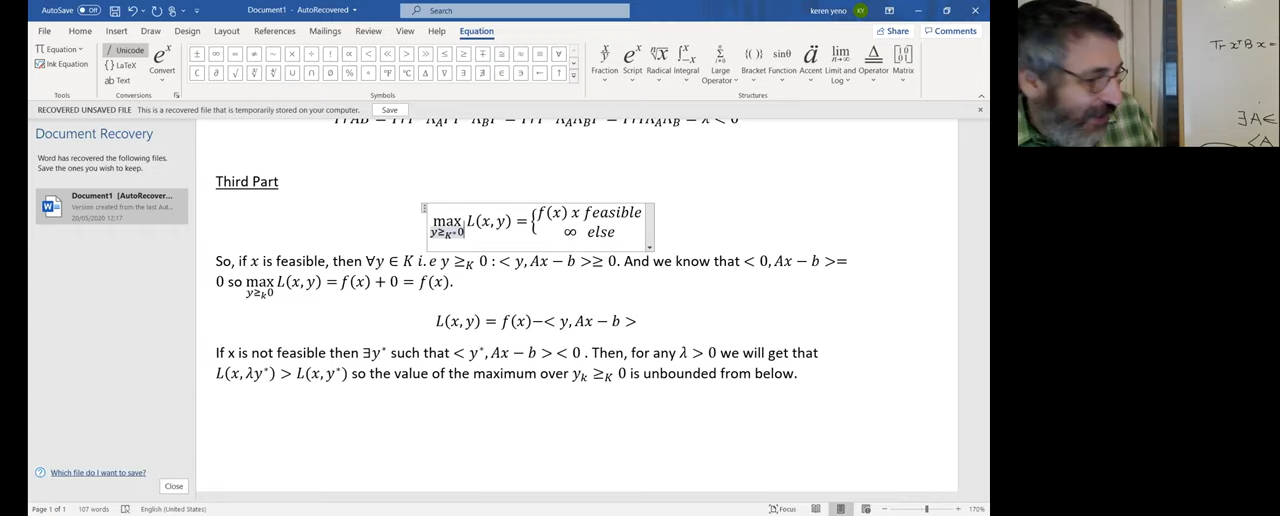 AutoSave Off Document1 - AutoRecovered Search keren yeno KY
File Home Insert Draw Design Layout References Mailings Review View Help Equation Share Comments
Equation Unicode
Ink Equation LaTeX
Text Convert Fraction Script Radical Integral Large Operator Bracket Function Accent Limit and Log Operator Matrix
Tools Conversions Symbols Structures
RECOVERED UNSAVED FILE This is a recovered file that is temporarily stored on your computer. Save
Document Recovery
Word has recovered the following files.
Save the ones you wish to keep.
Document1 [AutoRecover...
Version created from the last Aut...
20/05/2020 12:17
Third Part
max y≥_{K*}0 L(x, y) = { f(x) x feasible
∞ else
So, if x is feasible, then ∀y ∈ K i.e y ≥_K 0 : < y, Ax − b >≥ 0. And we know that < 0, Ax − b >=
0 so max y≥_k0 L(x, y) = f(x) + 0 = f(x).
L(x, y) = f(x)−< y, Ax − b >
If x is not feasible then ∃y* such that < y*, Ax − b > < 0 . Then, for any λ > 0 we will get that
L(x, λy*) > L(x, y*) so the value of the maximum over y_k ≥_K 0 is unbounded from below.
Which file do I want to save?
Close
Page 1 of 1 107 words English (United States) Focus 170%
Tr x^T B x =
∃A ∈
<A